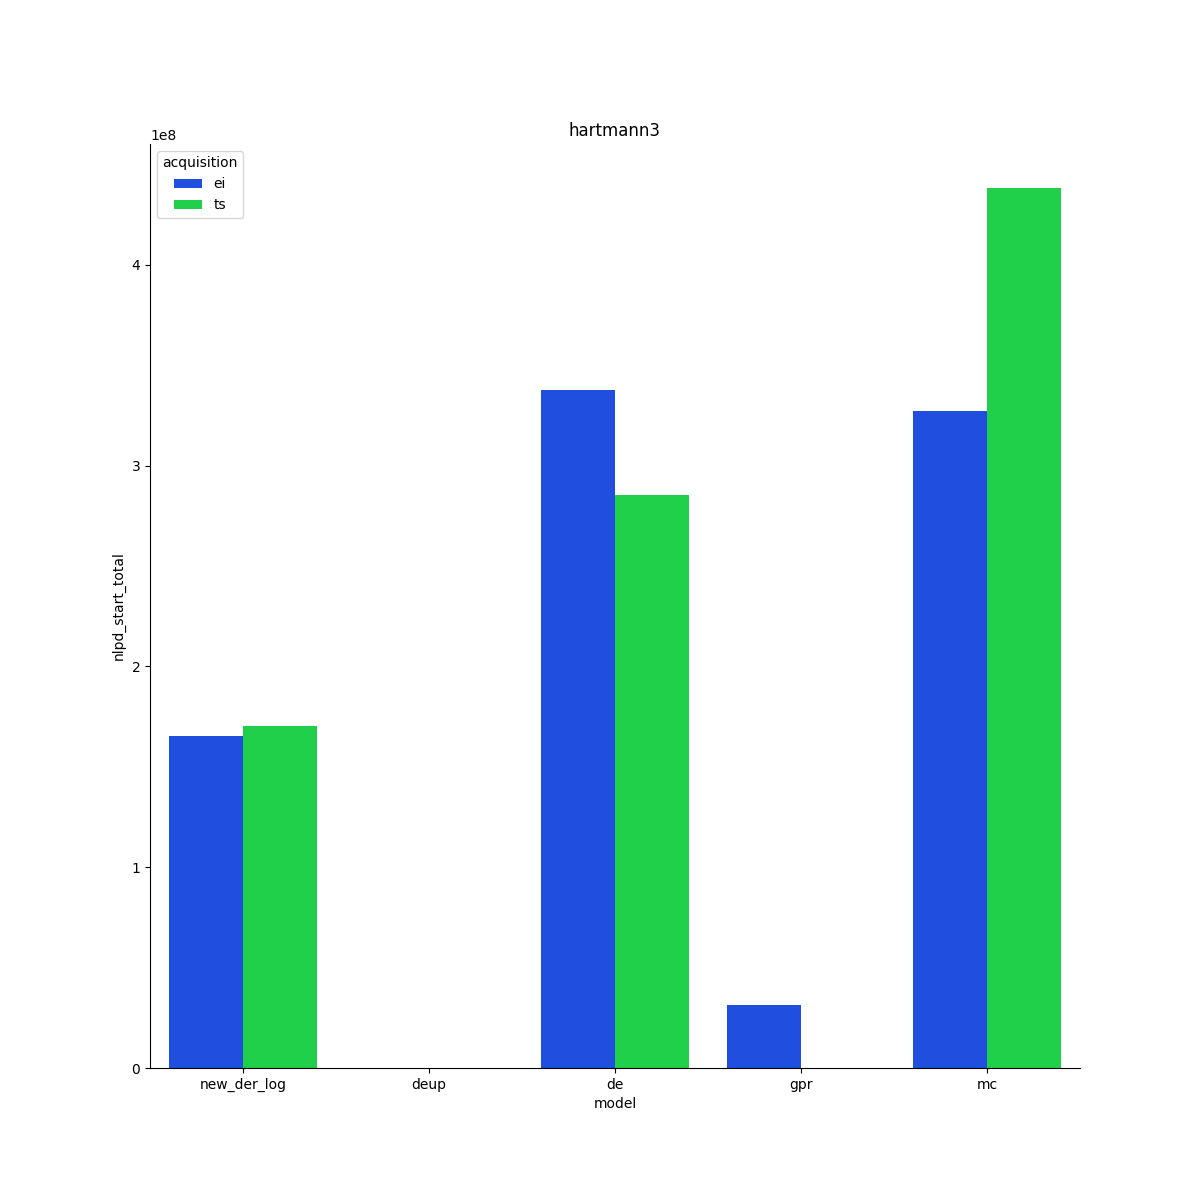 hartmann3
1e8
acquisition
ei
ts
4
3
2
1
0
nlpd_start_total
new_der_log deup de gpr mc
model